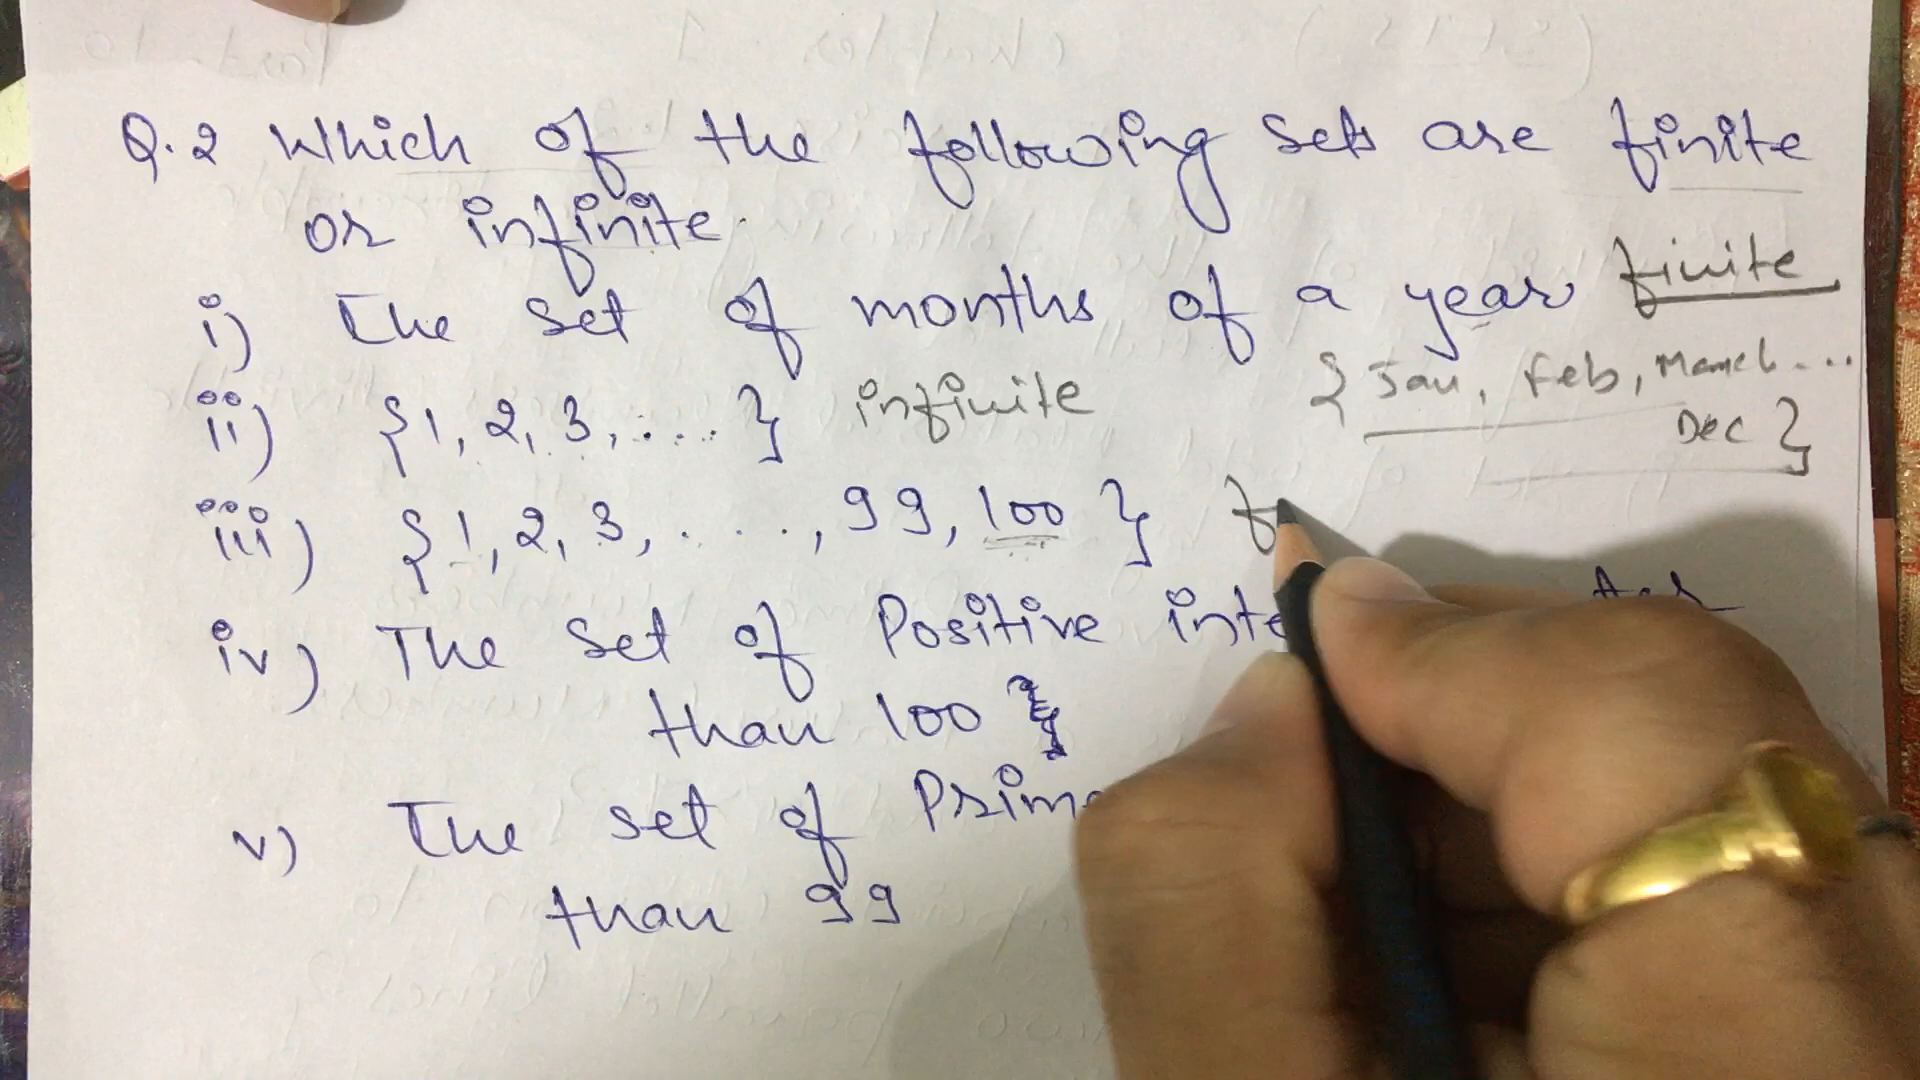 Q.2 Which of the following sets are finite
or infinite.
i) The set of months of a year finite
{ Jan, Feb, March ...
Dec }
ii) {1, 2, 3, .... } infinite
iii) {1, 2, 3, . . . . , 99, 100 } f
iv) The set of Positive inte
than 100
v) The set of Prime
than 99